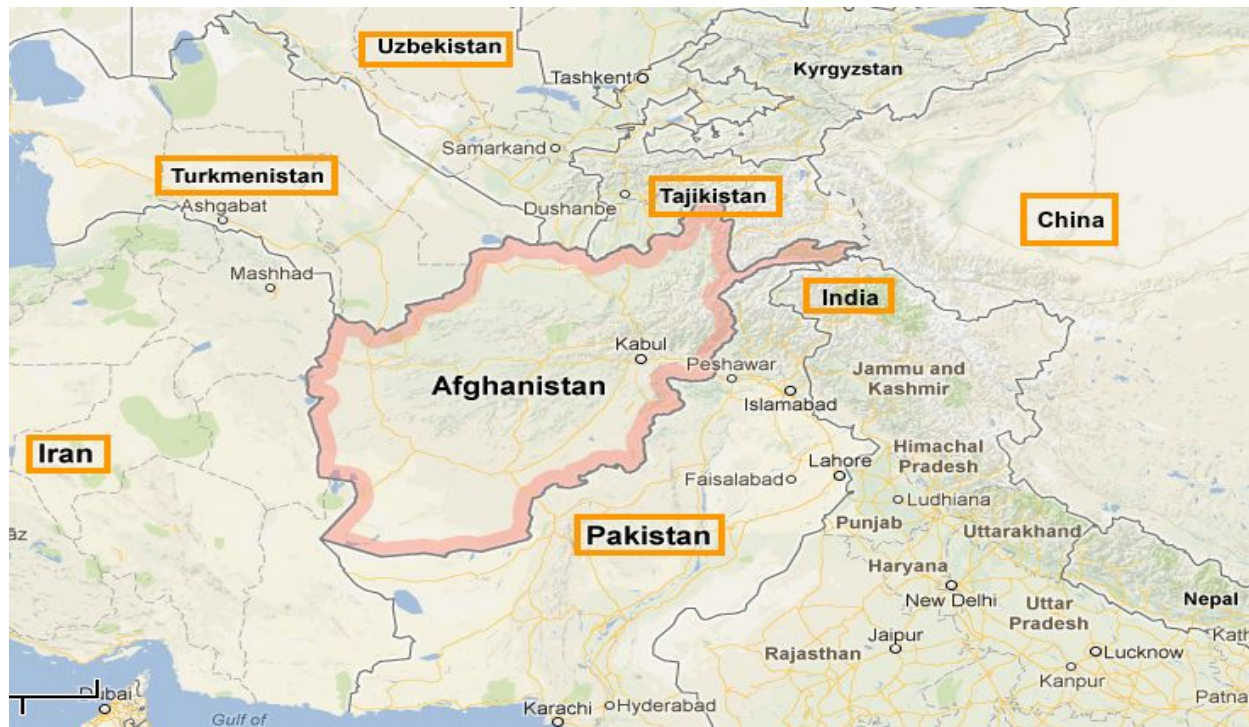 Uzbekistan
Kyrgyzstan
Tashkent
Samarkand
Turkmenistan
Tajikistan
Ashgabat
Dushanbe
China
Mashhad
India
Kabul
Peshawar
Afghanistan
Jammu and
Kashmir
Islamabad
Iran
Himachal
Pradesh
Lahore
Faisalabad
Ludhiana
Pakistan
Punjab
Uttarakhand
āz
Haryana
New Delhi
Nepal
Uttar
Pradesh
Jaipur
Rajasthan
Lucknow
Kath
Kanpur
Dubai
Patna
Gulf of
Karachi
Hyderabad